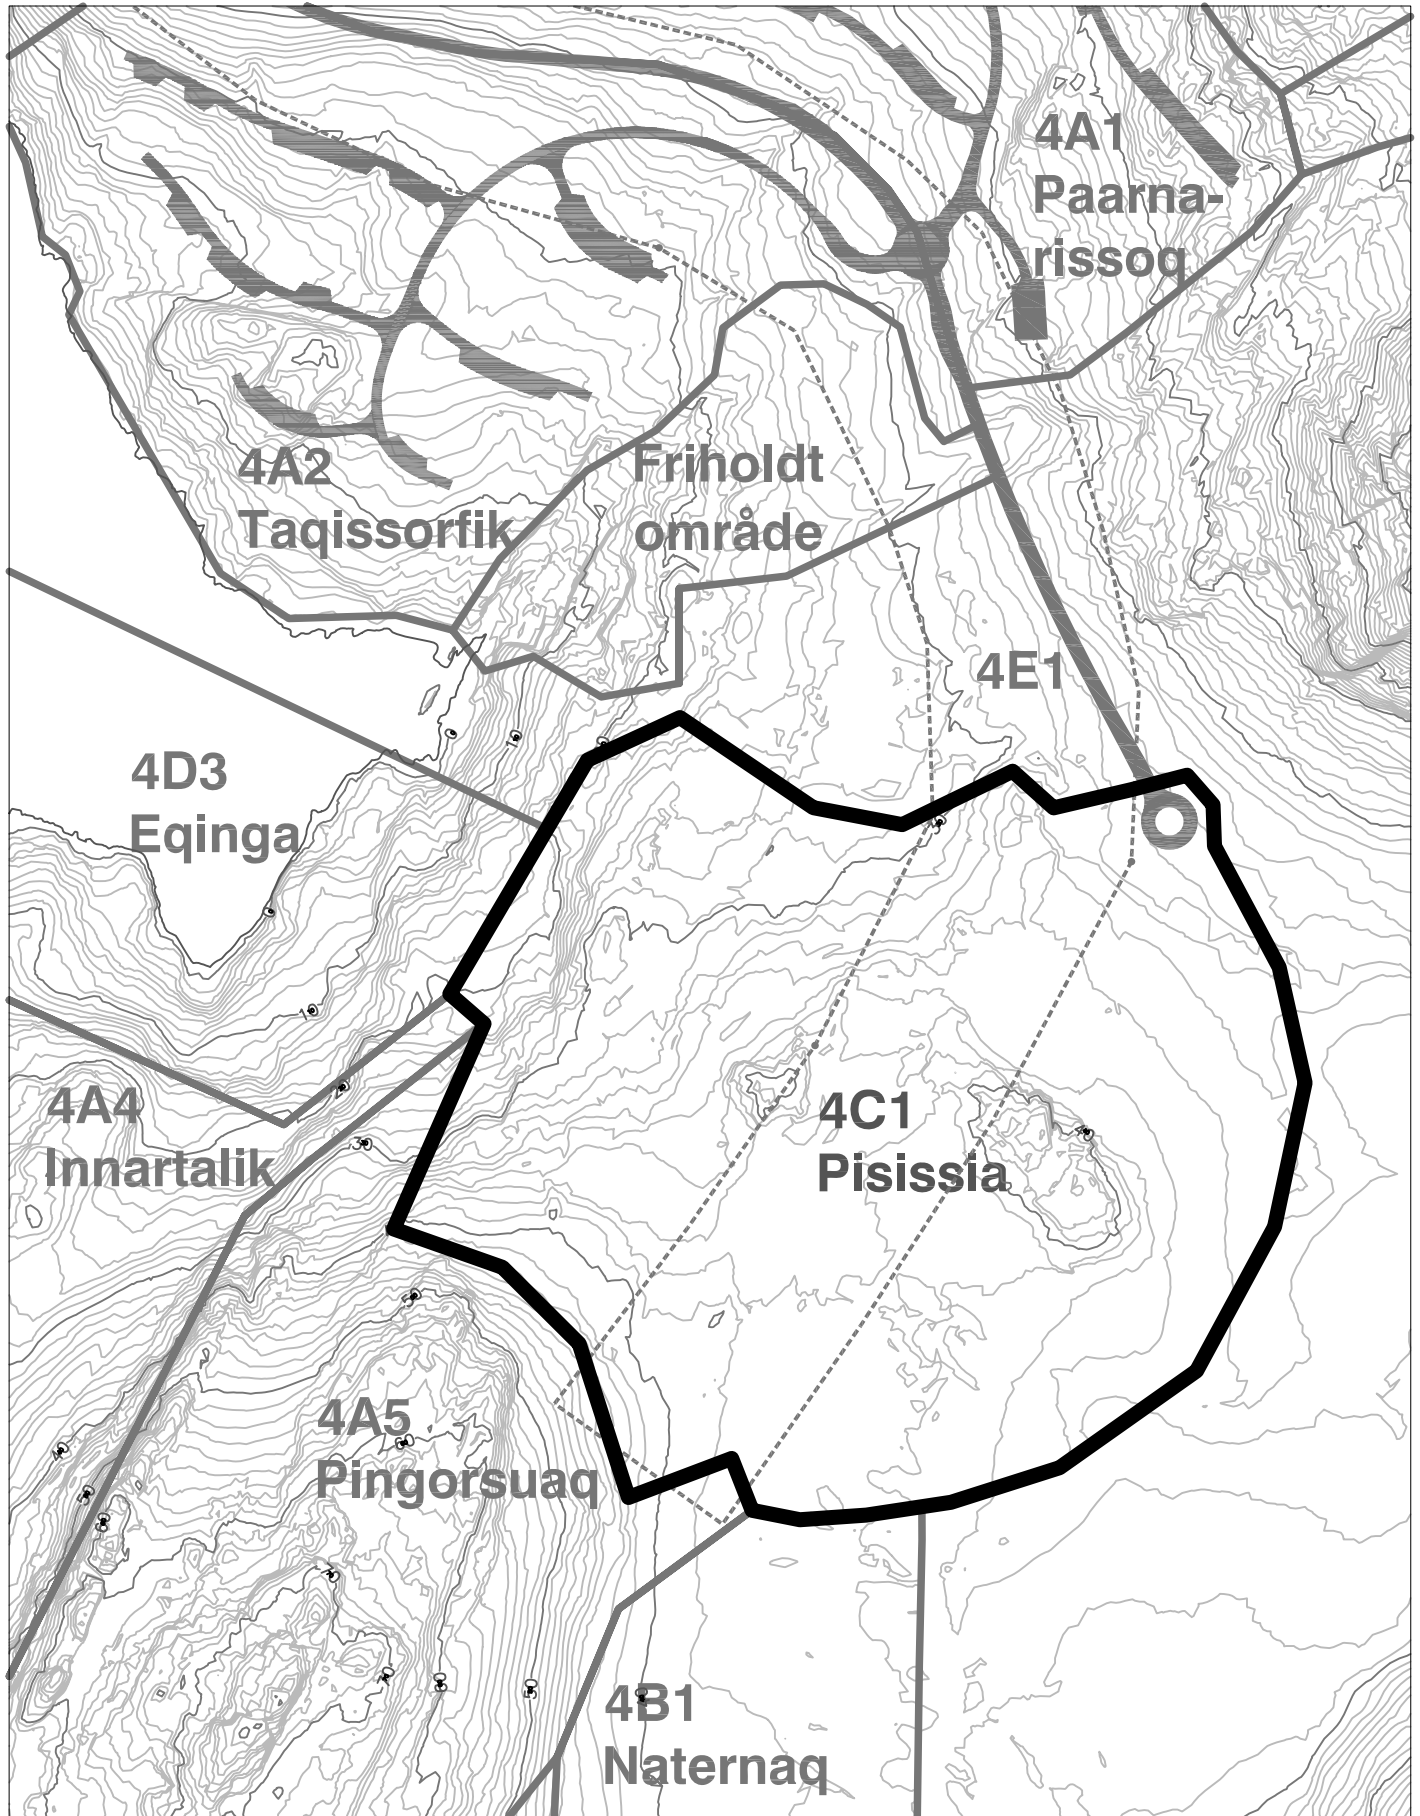 4A1
Paarna-
rissoq
4A2
Taqissorfik
Friholdt
område
4E1
4D3
Eqinga
4A4
Innartalik
4C1
Pisissia
4A5
Pingorsuaq
4B1
Naternaq